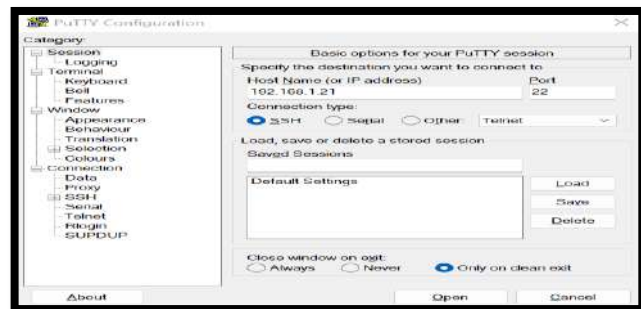 PuTTY Configuration
Category:
Session
Logging
Terminal
Keyboard
Bell
Features
Window
Appearance
Behaviour
Translation
Selection
Colours
Connection
Data
Proxy
SSH
Serial
Telnet
Rlogin
SUPDUP
Basic options for your PuTTY session
Specify the destination you want to connect to
Host Name (or IP address) Port
192.168.1.21 22
Connection type:
SSH Serial Other: Telnet
Load, save or delete a stored session
Saved Sessions
Default Settings
Load
Save
Delete
Close window on exit:
Always Never Only on clean exit
About Open Cancel